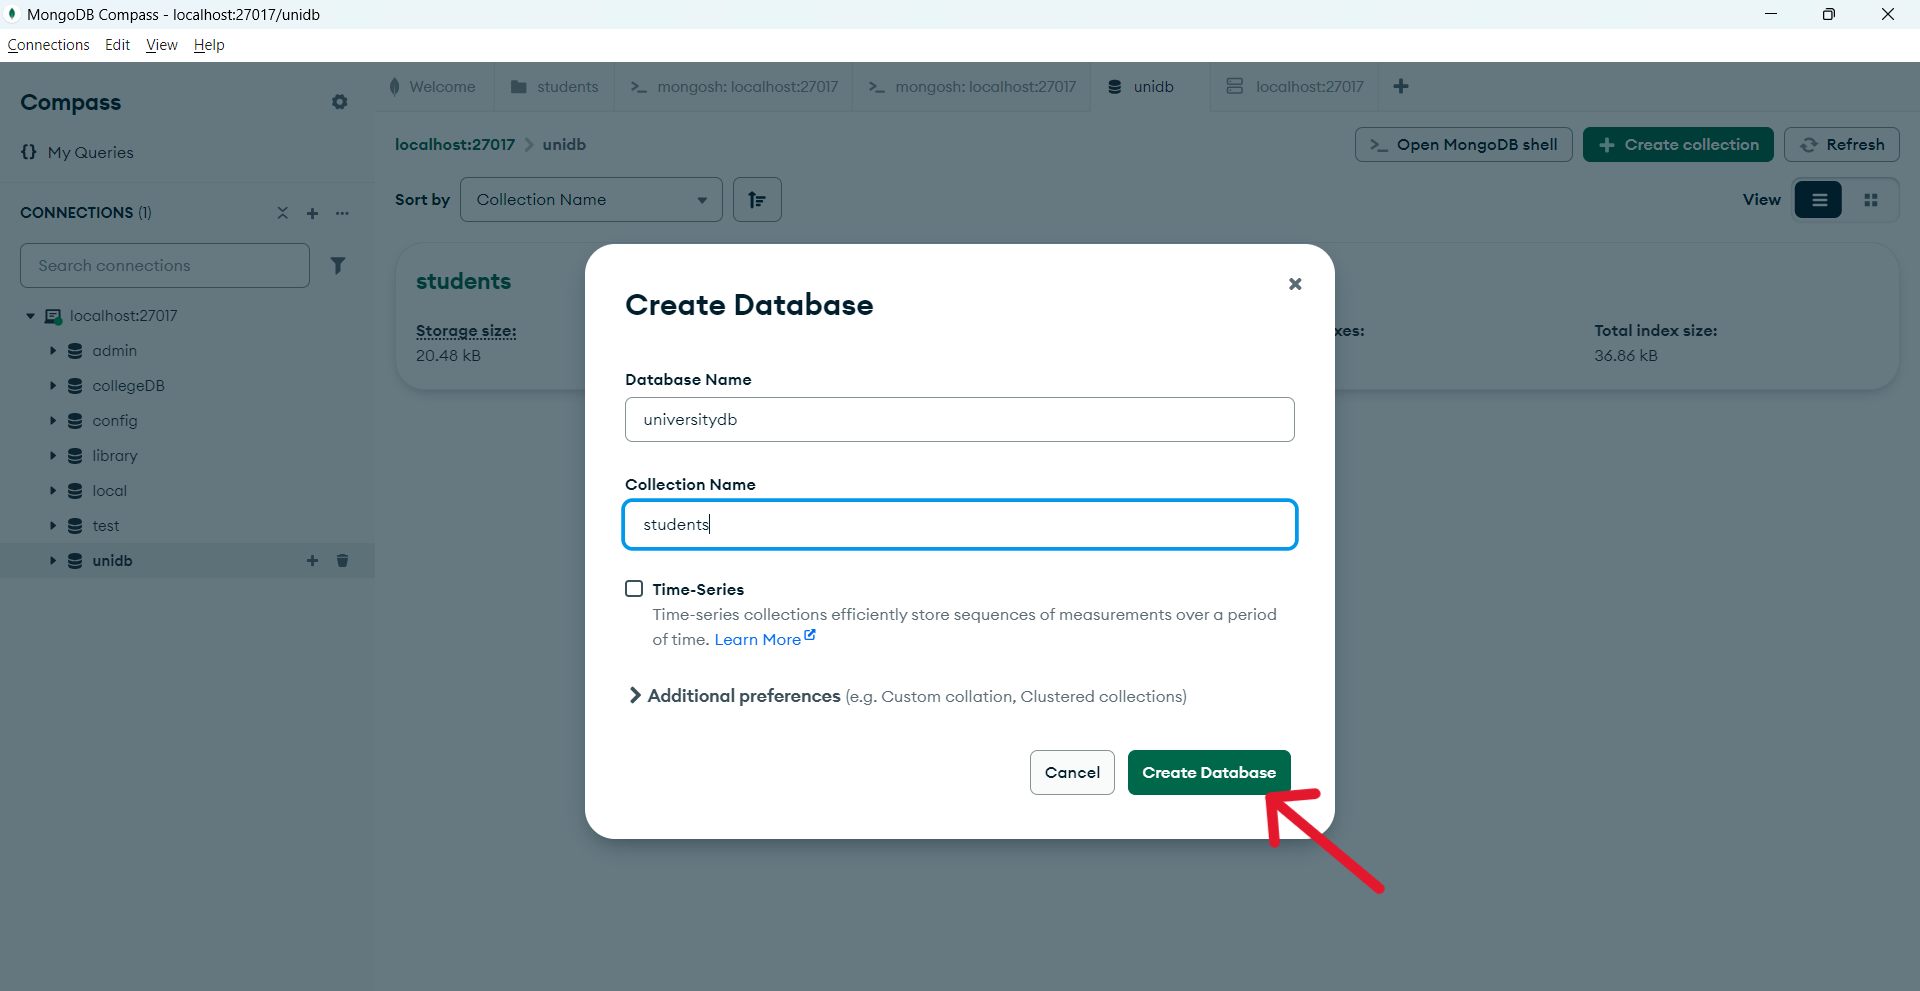 MongoDB Compass - localhost:27017/unidb
Connections Edit View Help
Compass
Welcome students >_ mongosh: localhost:27017 >_ mongosh: localhost:27017 unidb localhost:27017 +
{} My Queries
localhost:27017 > unidb
>_ Open MongoDB shell + Create collection Refresh
CONNECTIONS (1)
Sort by Collection Name View
Search connections
localhost:27017
admin
collegeDB
config
library
local
test
unidb
students
Storage size:
20.48 kB
xes:
Total index size:
36.86 kB
Create Database
Database Name
universitydb
Collection Name
students
Time-Series
Time-series collections efficiently store sequences of measurements over a period
of time. Learn More
Additional preferences (e.g. Custom collation, Clustered collections)
Cancel Create Database